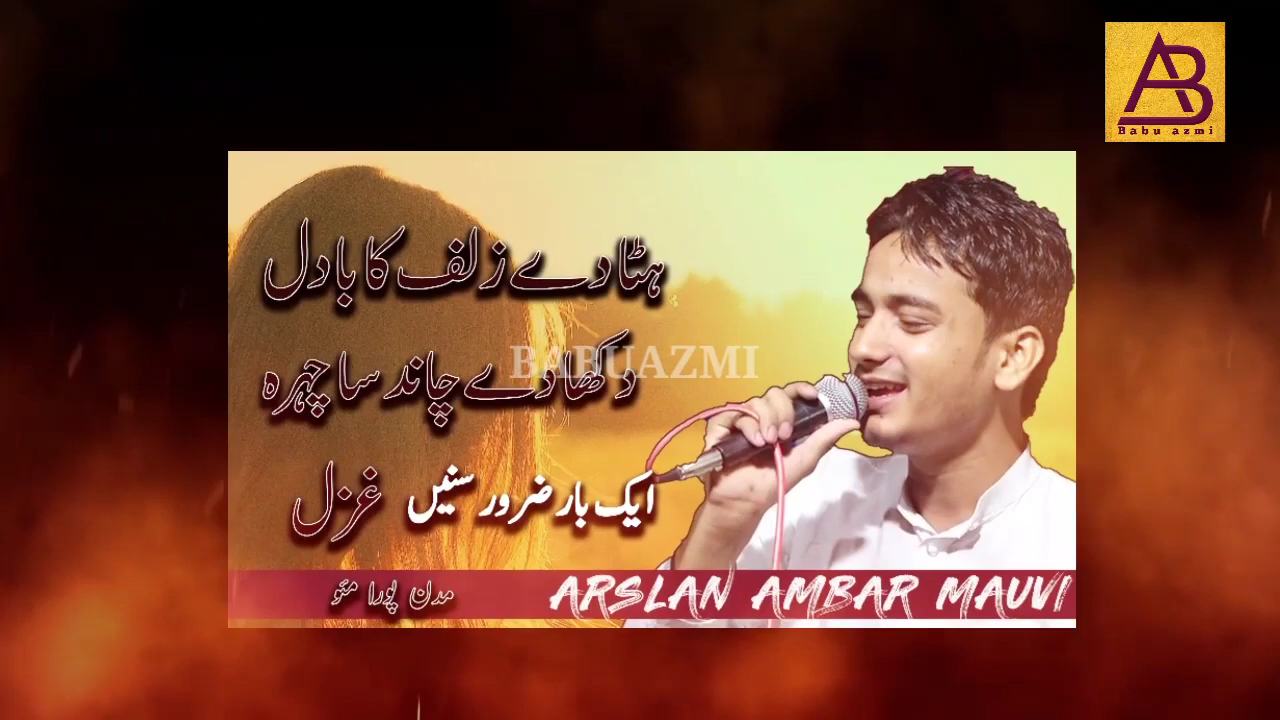 Babu azmi
ہٹا دے زلف کا بادل
دکھا دے چاند سا چہرہ
BABUAZMI
ایک بار ضرور سنیں غزل
مدن پورا مئو
ARSLAN AMBAR MAUVI